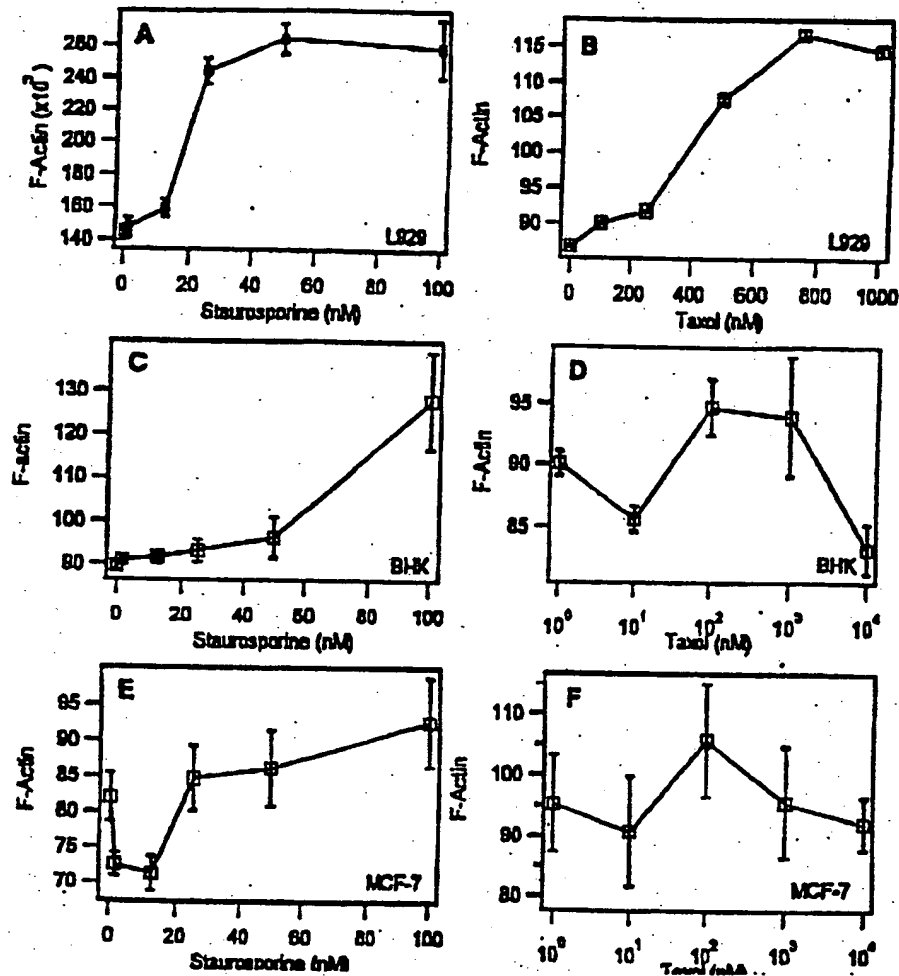 A
F-Actin (x10³)
260
240
220
200
180
160
140
L929
0 20 40 60 80 100
Staurosporine (nM)
B
F-Actin
115
110
105
100
95
90
L929
0 200 400 600 800 1000
Taxol (nM)
C
F-actin
130
120
110
100
90
BHK
0 20 40 60 80 100
Staurosporine (nM)
D
F-Actin
95
90
85
BHK
10⁰ 10¹ 10² 10³ 10⁴
Taxol (nM)
E
F-Actin
95
90
85
80
75
70
MCF-7
0 20 40 60 80 100
Staurosporine (nM)
F
F-Actin
110
100
90
80
MCF-7
10⁰ 10¹ 10² 10³ 10⁴
Taxol (nM)